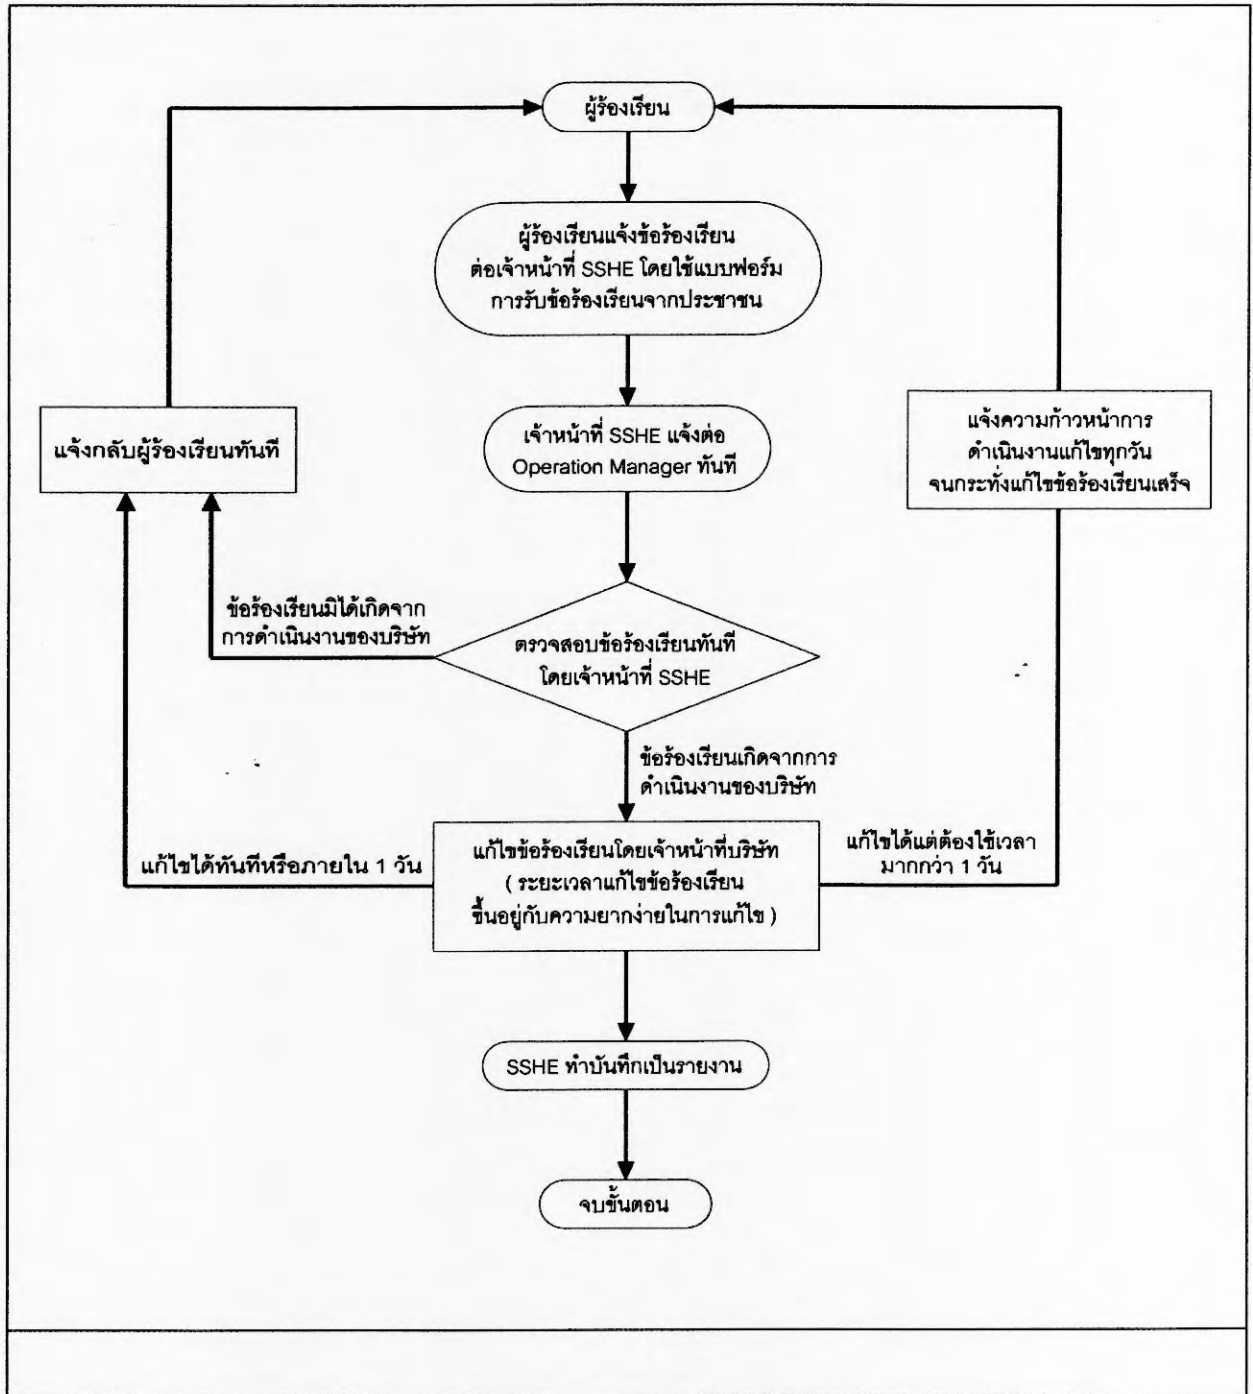 ผู้ร้องเรียน
ผู้ร้องเรียนแจ้งข้อร้องเรียน
ต่อเจ้าหน้าที่ SSHE โดยใช้แบบฟอร์ม
การรับข้อร้องเรียนจากประชาชน
แจ้งกลับผู้ร้องเรียนทันที
เจ้าหน้าที่ SSHE แจ้งต่อ
Operation Manager ทันที
แจ้งความก้าวหน้าการ
ดำเนินงานแก้ไขทุกวัน
จนกระทั่งแก้ไขข้อร้องเรียนเสร็จ
ข้อร้องเรียนมิได้เกิดจาก
การดำเนินงานของบริษัท
ตรวจสอบข้อร้องเรียนทันที
โดยเจ้าหน้าที่ SSHE
ข้อร้องเรียนเกิดจากการ
ดำเนินงานของบริษัท
แก้ไขได้ทันทีหรือภายใน 1 วัน
แก้ไขข้อร้องเรียนโดยเจ้าหน้าที่บริษัท
( ระยะเวลาแก้ไขข้อร้องเรียน
ขึ้นอยู่กับความยากง่ายในการแก้ไข )
แก้ไขได้แต่ต้องใช้เวลา
มากกว่า 1 วัน
SSHE ทำบันทึกเป็นรายงาน
จบขั้นตอน